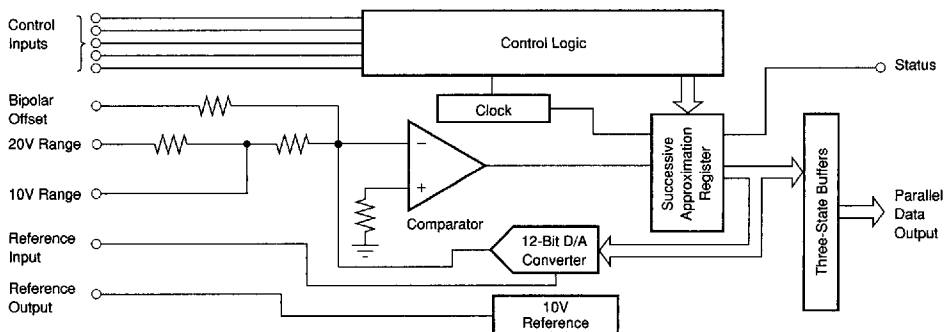 Control
Inputs
Control Logic
Status
Bipolar
Offset
Clock
20V Range
10V Range
−
+
Comparator
Successive
Approximation
Register
Three-State Buffers
Parallel
Data
Output
Reference
Input
12-Bit D/A
Converter
Reference
Output
10V
Reference